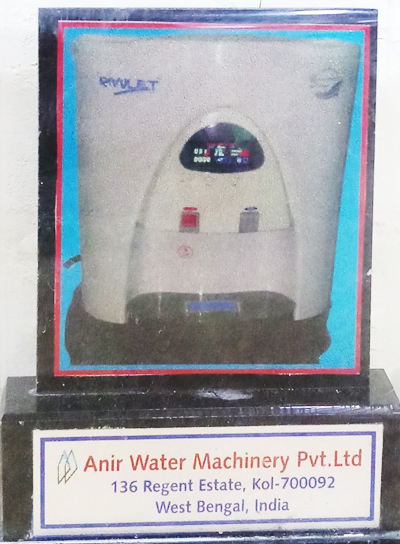 RIVULET
Anir Water Machinery Pvt.Ltd
136 Regent Estate, Kol-700092
West Bengal, India